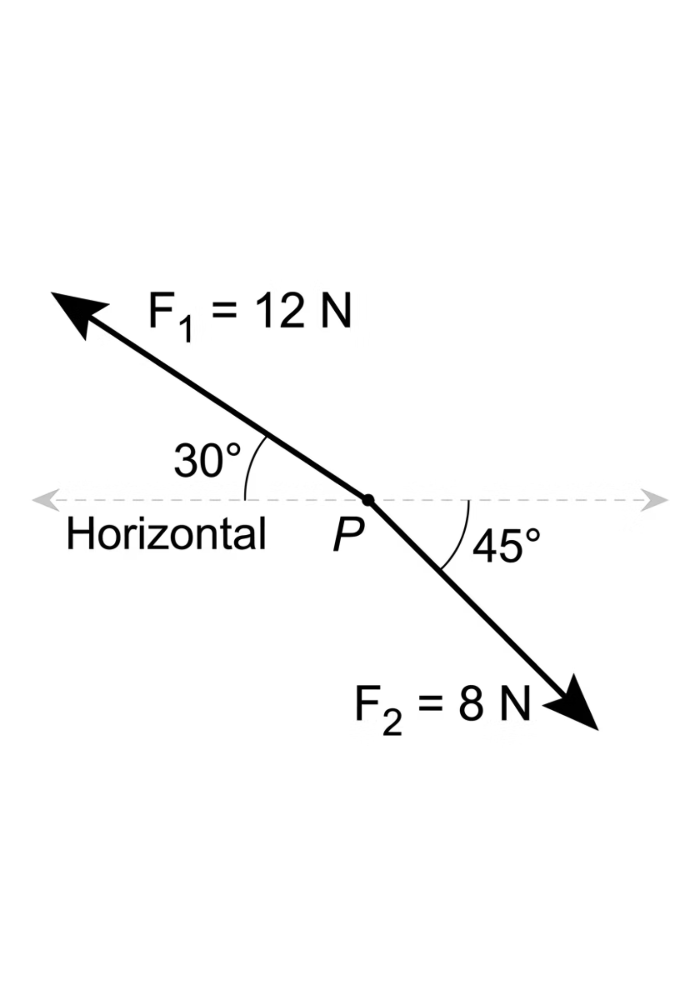 F₁ = 12 N
30°
Horizontal
P
45°
F₂ = 8 N